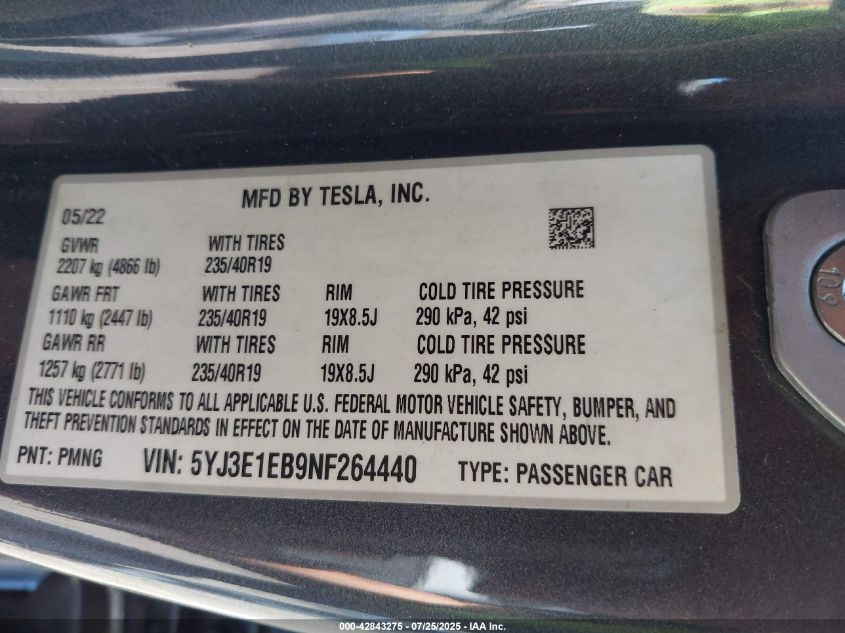 MFD BY TESLA, INC.
05/22
GVWR WITH TIRES
2207 kg (4866 lb) 235/40R19
GAWR FRT WITH TIRES RIM COLD TIRE PRESSURE
1110 kg (2447 lb) 235/40R19 19X8.5J 290 kPa, 42 psi
GAWR RR WITH TIRES RIM COLD TIRE PRESSURE
1257 kg (2771 lb) 235/40R19 19X8.5J 290 kPa, 42 psi
THIS VEHICLE CONFORMS TO ALL APPLICABLE U.S. FEDERAL MOTOR VEHICLE SAFETY, BUMPER, AND
THEFT PREVENTION STANDARDS IN EFFECT ON THE DATE OF MANUFACTURE SHOWN ABOVE.
PNT: PMNG VIN: 5YJ3E1EB9NF264440 TYPE: PASSENGER CAR
10.9
000-42843275 - 07/25/2025 - IAA Inc.